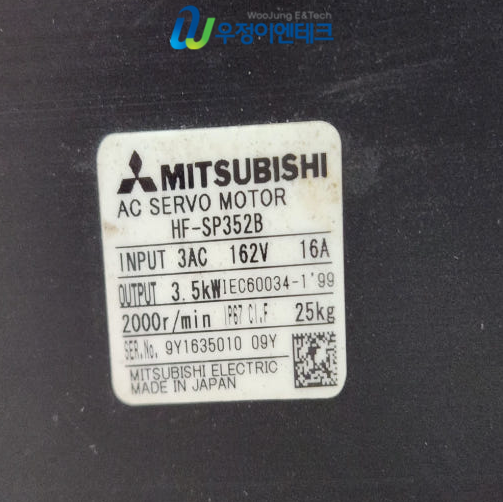 WooJung E&Tech
우정이엔테크
MITSUBISHI
AC SERVO MOTOR
HF-SP352B
INPUT 3AC 162V 16A
OUTPUT 3.5kW IEC60034-1'99
2000r/min IP67 Cl.F 25kg
SER.No. 9Y1635010 09Y
MITSUBISHI ELECTRIC
MADE IN JAPAN